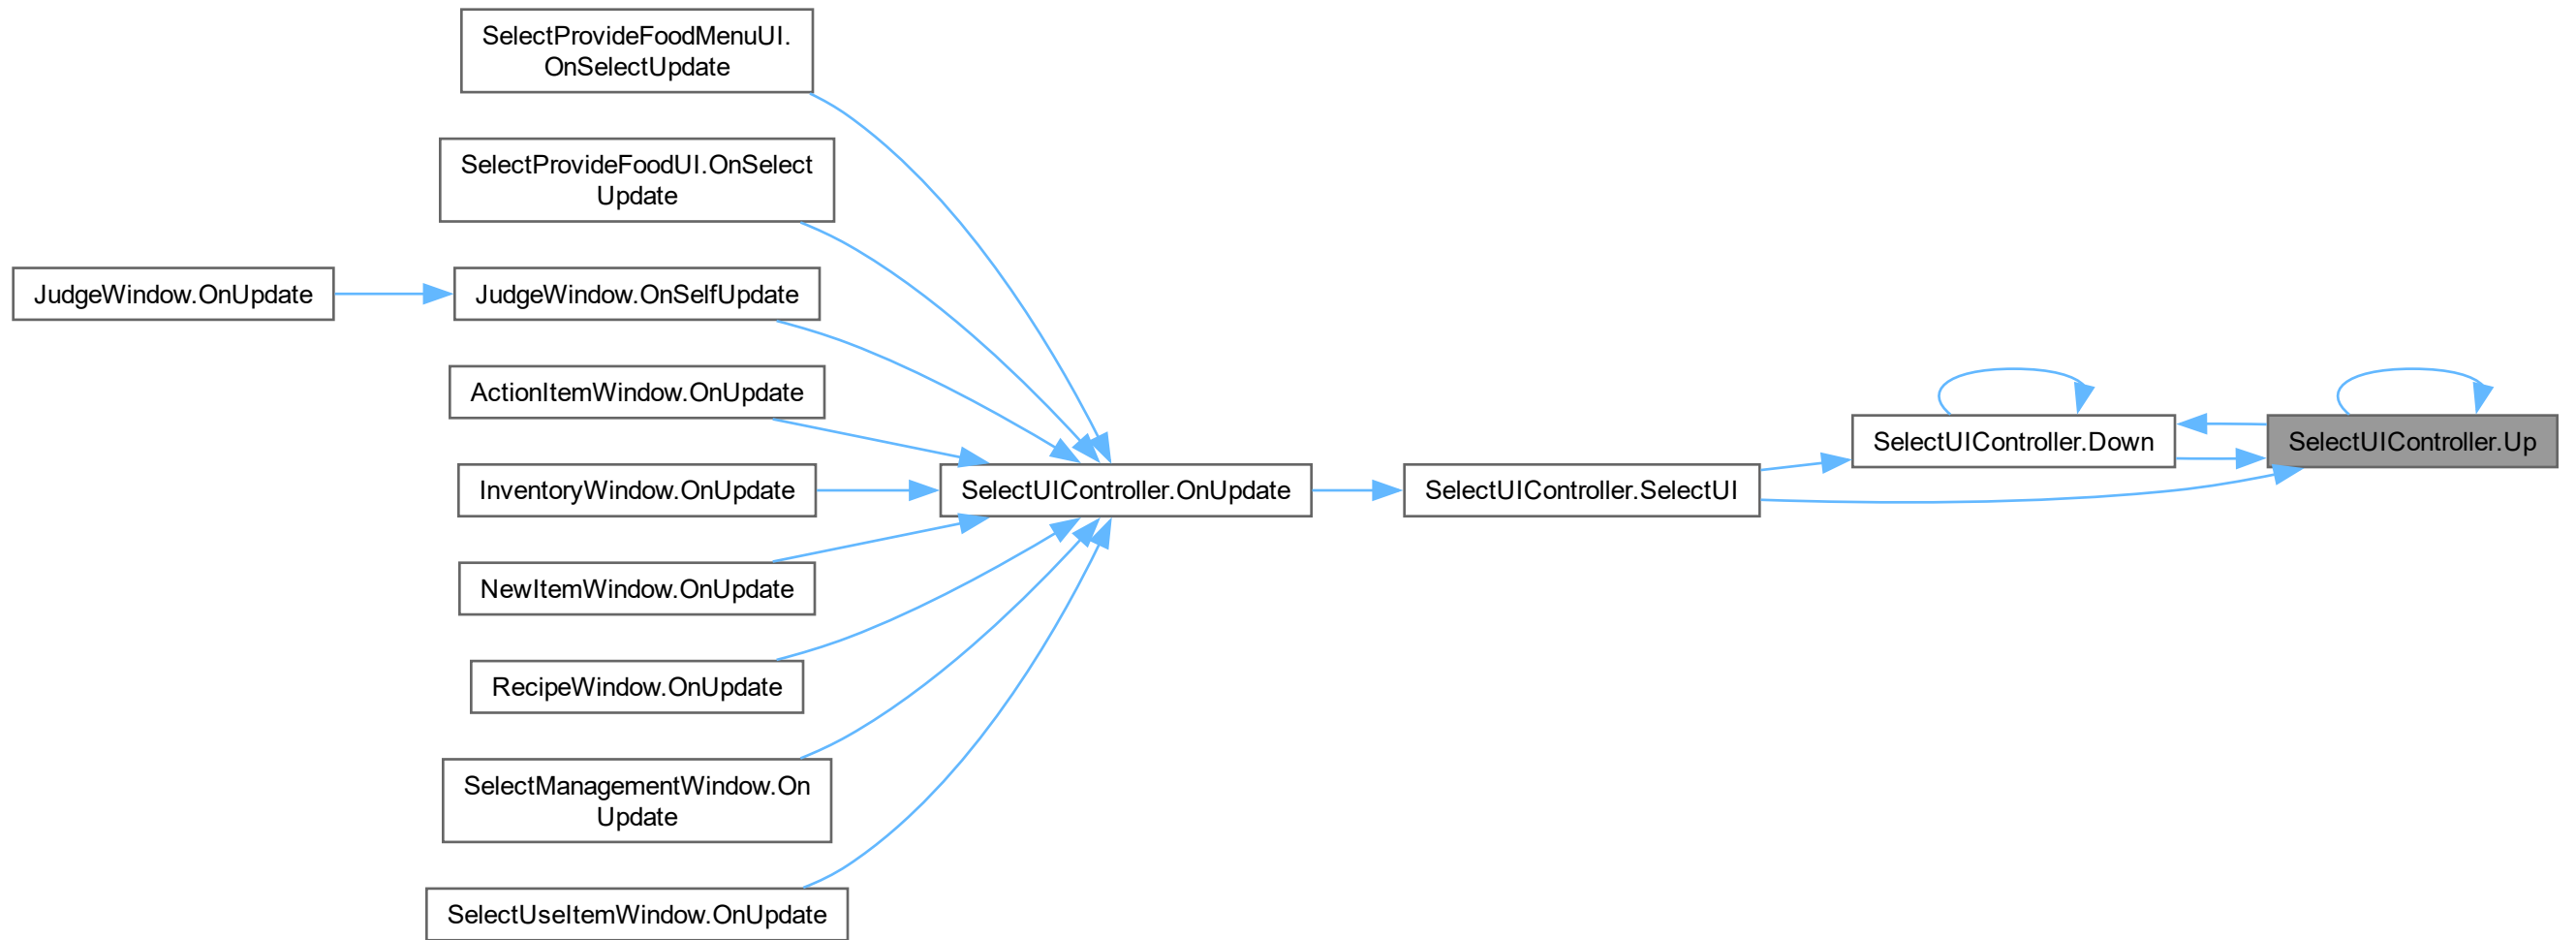 SelectProvideFoodMenuUI.
OnSelectUpdate
SelectProvideFoodUI.OnSelect
Update
JudgeWindow.OnUpdate
JudgeWindow.OnSelfUpdate
ActionItemWindow.OnUpdate
InventoryWindow.OnUpdate
NewItemWindow.OnUpdate
RecipeWindow.OnUpdate
SelectManagementWindow.On
Update
SelectUseItemWindow.OnUpdate
SelectUIController.OnUpdate
SelectUIController.SelectUI
SelectUIController.Down
SelectUIController.Up